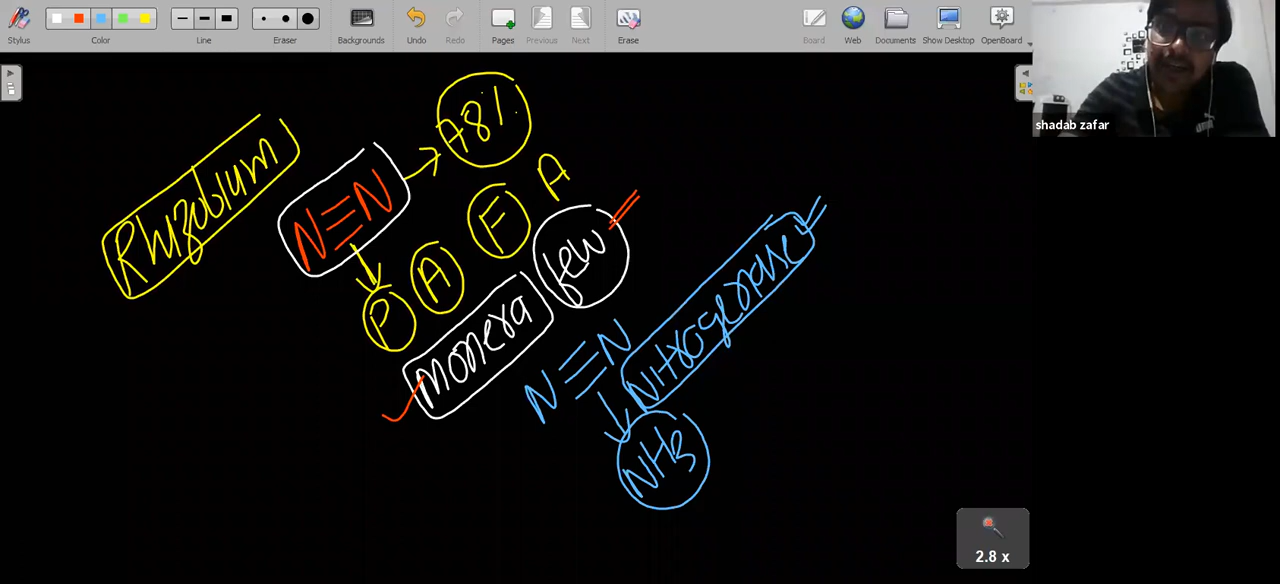 Stylus
Color
Line
Eraser
Backgrounds
Undo
Redo
Pages
Previous
Next
Erase
Board
Web
Documents
Show Desktop
OpenBoard
shadab zafar
Rhizobium
N≡N
A8%
P
A
F
A
Monera
few
N≡N
Nitrogenase
NH3
2.8 x